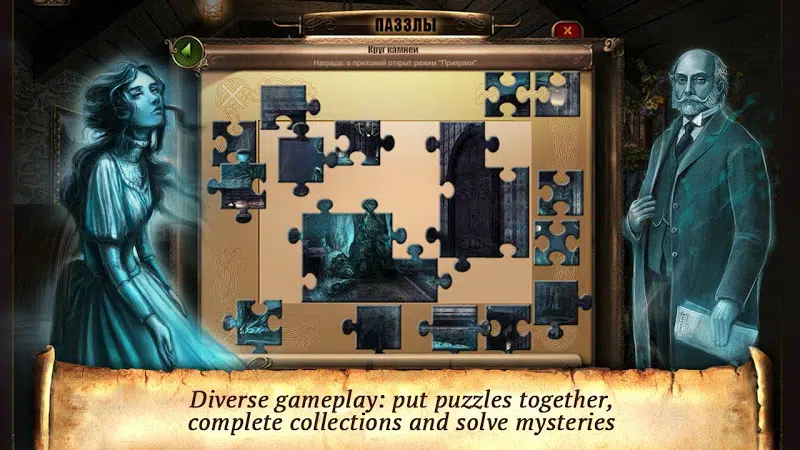 ПАЗЗЛЫ
Круг камней
Награда: в прихожей открыт режим "Призраки"
Diverse gameplay: put puzzles together,
complete collections and solve mysteries